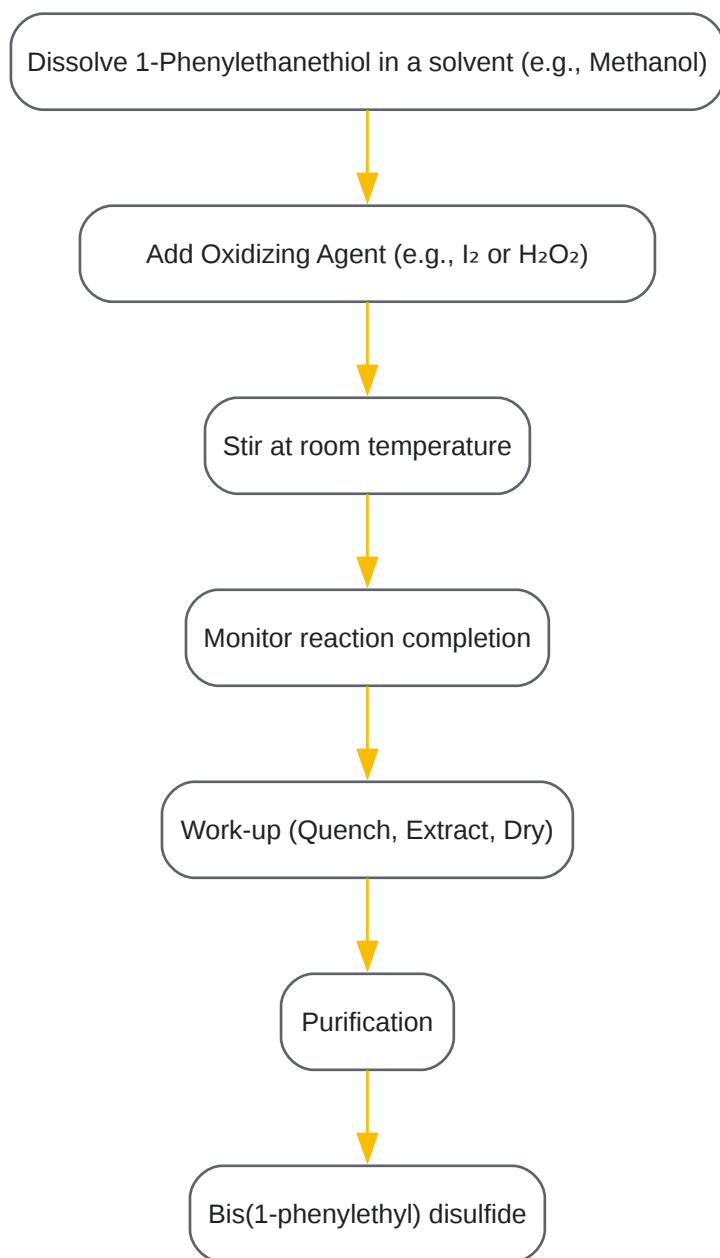 Dissolve 1-Phenylethanethiol in a solvent (e.g., Methanol)
Add Oxidizing Agent (e.g., I₂ or H₂O₂)
Stir at room temperature
Monitor reaction completion
Work-up (Quench, Extract, Dry)
Purification
Bis(1-phenylethyl) disulfide